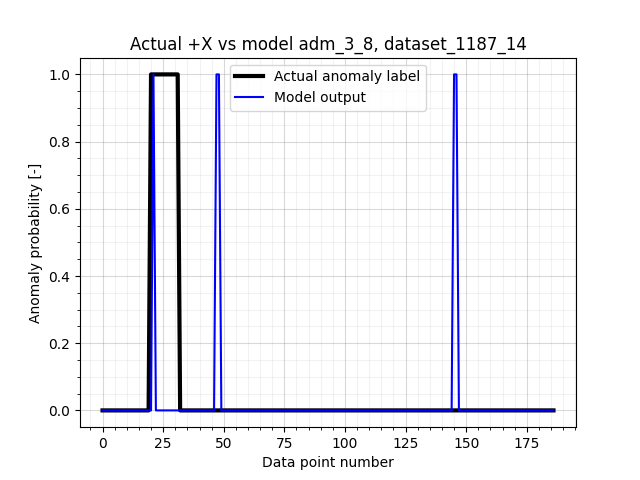 Actual +X vs model adm_3_8, dataset_1187_14
Actual anomaly label
Model output
Anomaly probability [-]
1.0
0.8
0.6
0.4
0.2
0.0
0 25 50 75 100 125 150 175
Data point number